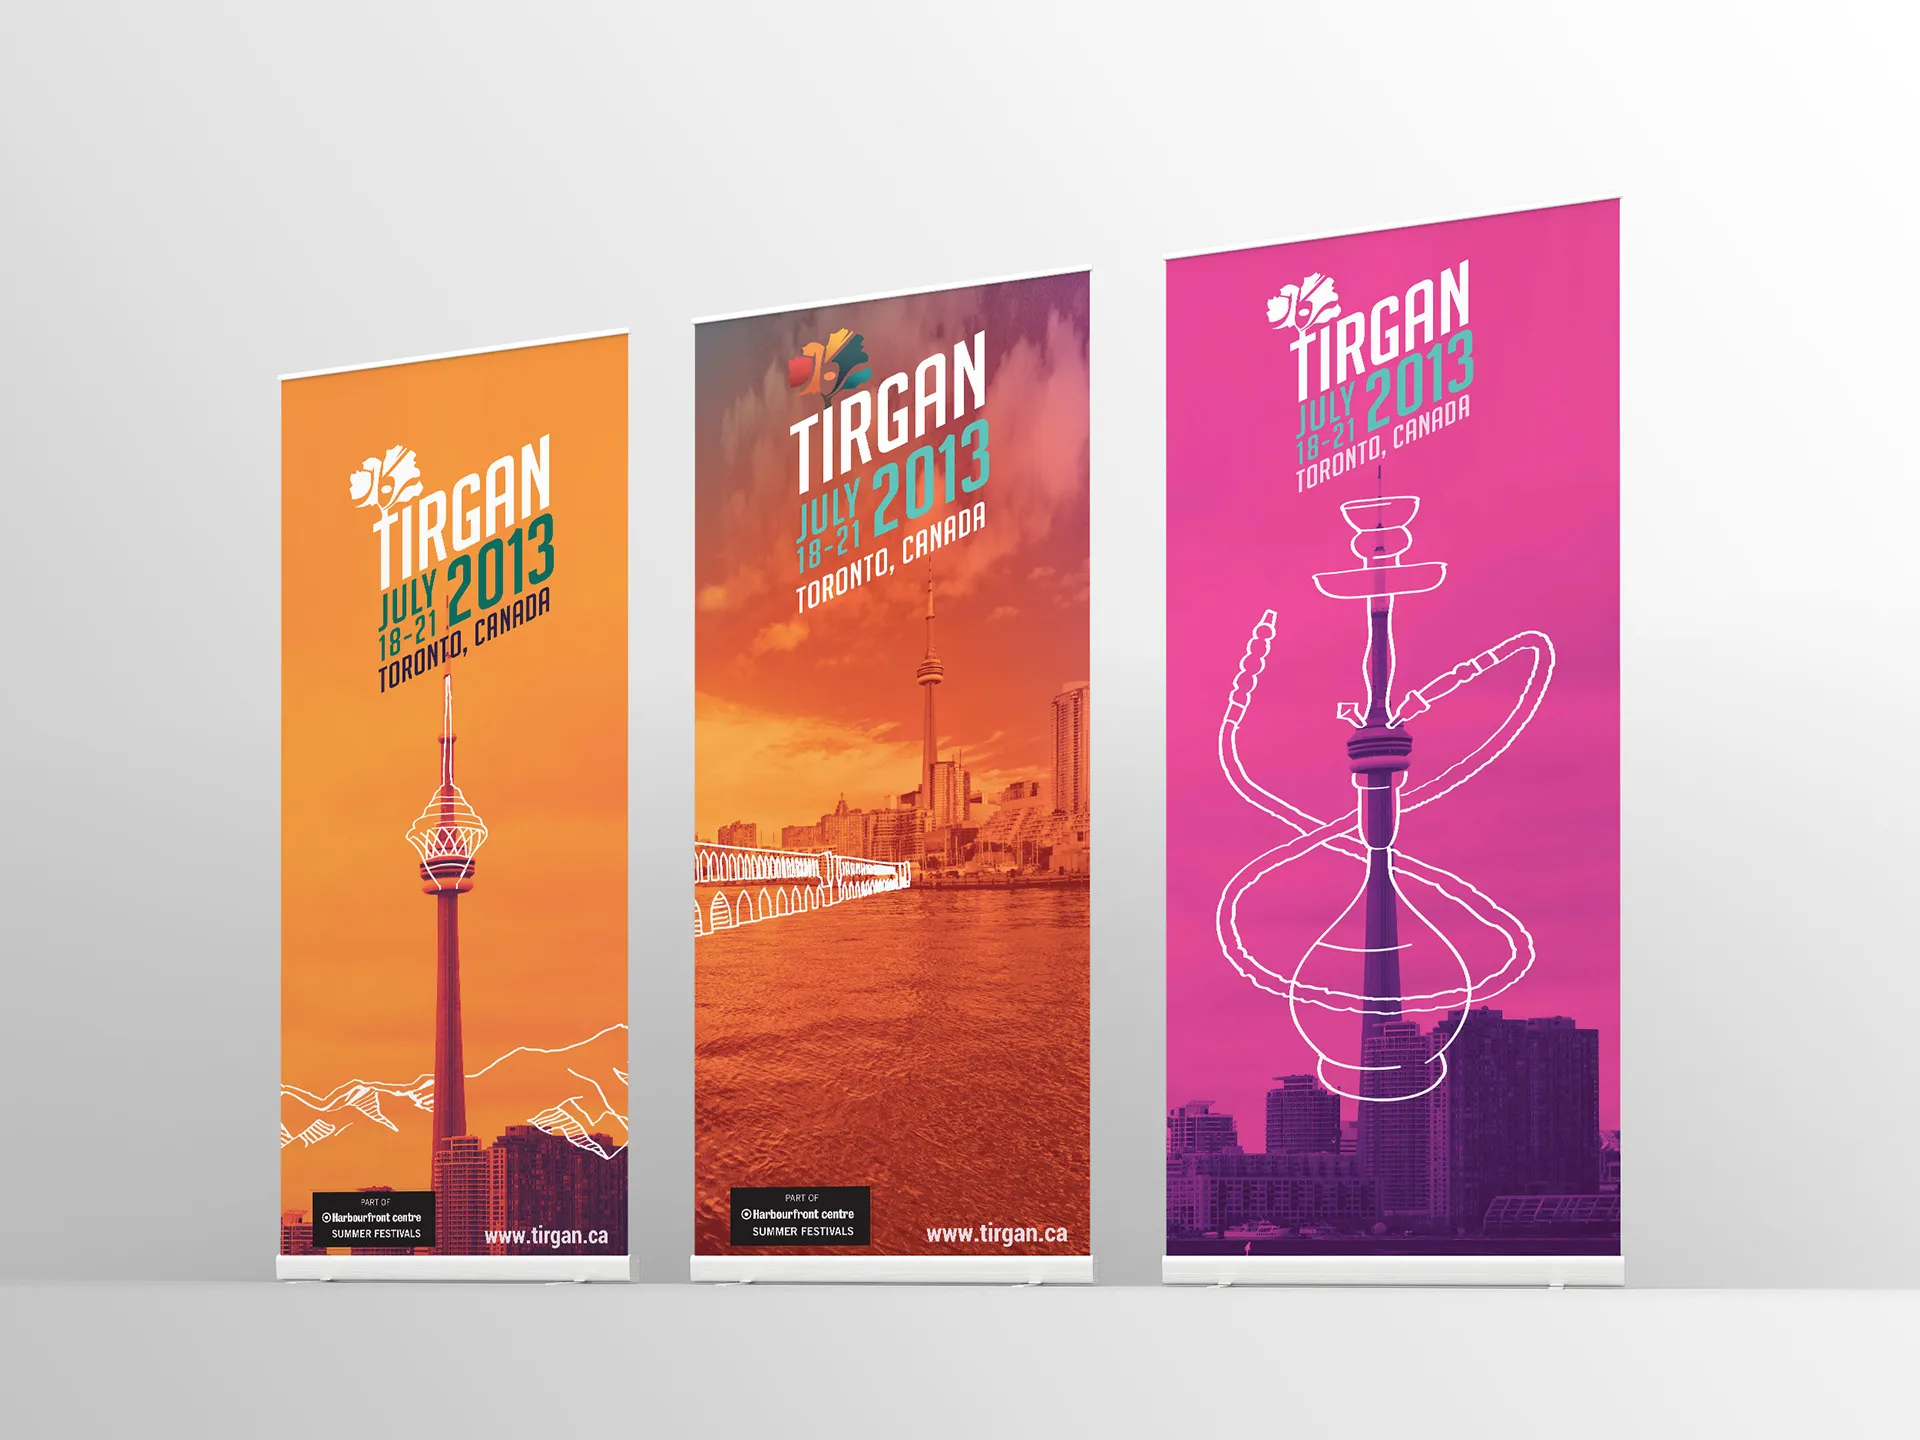 TIRGAN
JULY 2013
18-21
TORONTO, CANADA
PART OF
Harbourfront centre
SUMMER FESTIVALS
www.tirgan.ca
TIRGAN
JULY 2013
18-21
TORONTO, CANADA
PART OF
Harbourfront centre
SUMMER FESTIVALS
www.tirgan.ca
TIRGAN
JULY 2013
18-21
TORONTO, CANADA